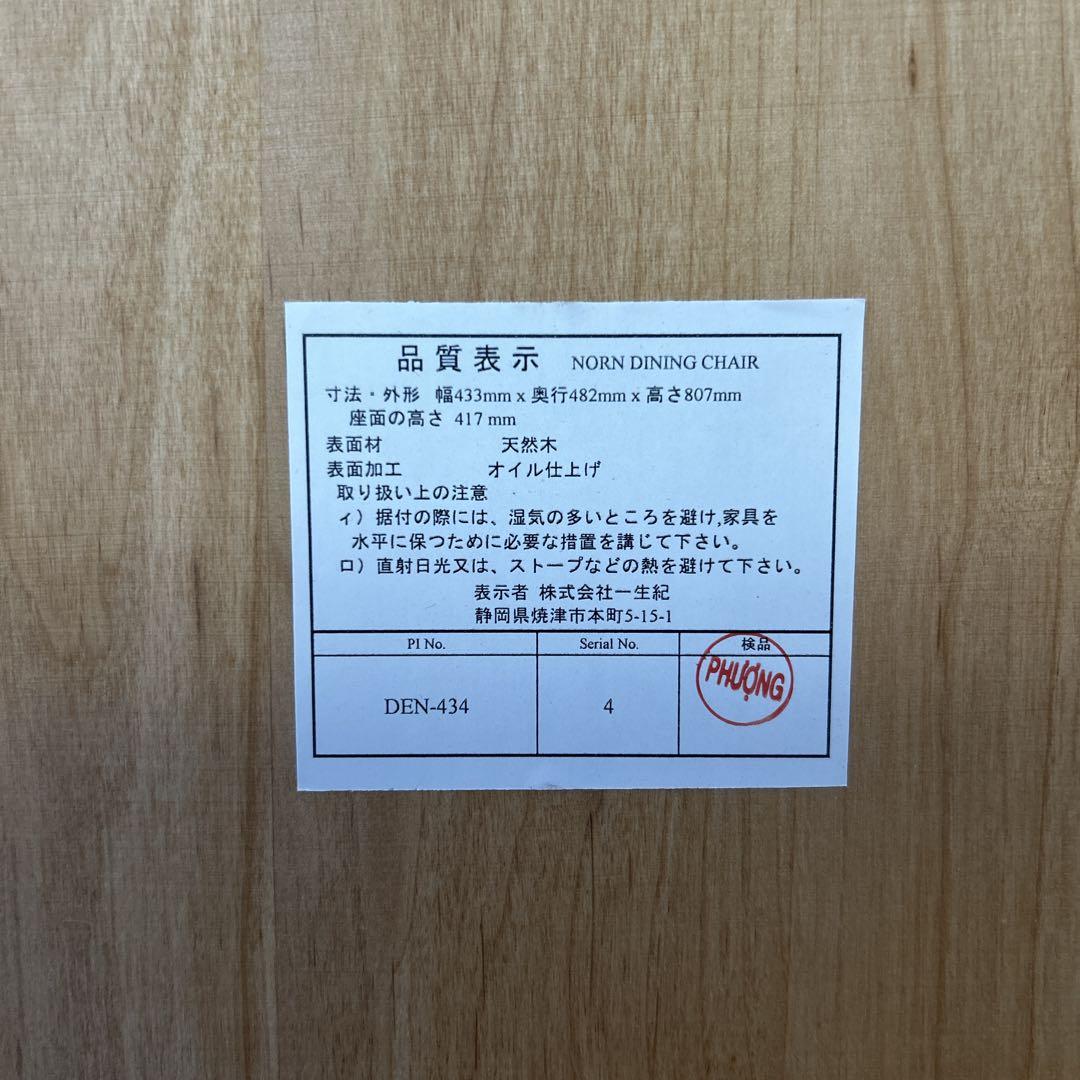 品質表示 NORN DINING CHAIR
寸法・外形 幅433mm x 奥行482mm x 高さ807mm
座面の高さ 417 mm
表面材 天然木
表面加工 オイル仕上げ
取り扱い上の注意
ィ）据付の際には、湿気の多いところを避け,家具を
水平に保つために必要な措置を講じて下さい。
ロ）直射日光又は、ストーブなどの熱を避けて下さい。
表示者 株式会社一生紀
静岡県焼津市本町5-15-1
PI No. Serial No. 検品
DEN-434 4 PHƯỢNG